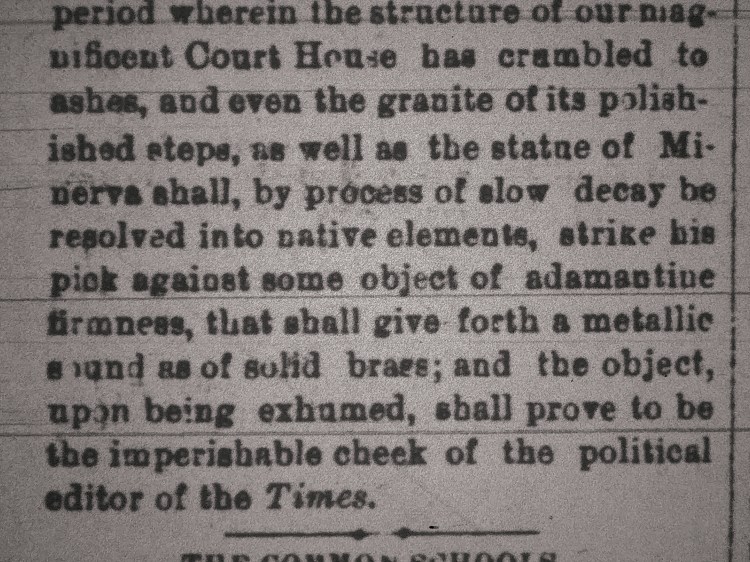 period wherein the structure of our mag-
nificent Court House has crambled to
ashes, and even the granite of its polish-
ished steps, as well as the statue of Mi-
nerva shall, by process of slow decay be
resolved into native elements, strike his
pick against some object of adamantine
firmness, that shall give forth a metallic
sound as of solid brass; and the object,
upon being exhumed, shall prove to be
the imperishable cheek of the political
editor of the Times.
THE COMMON SCHOOLS